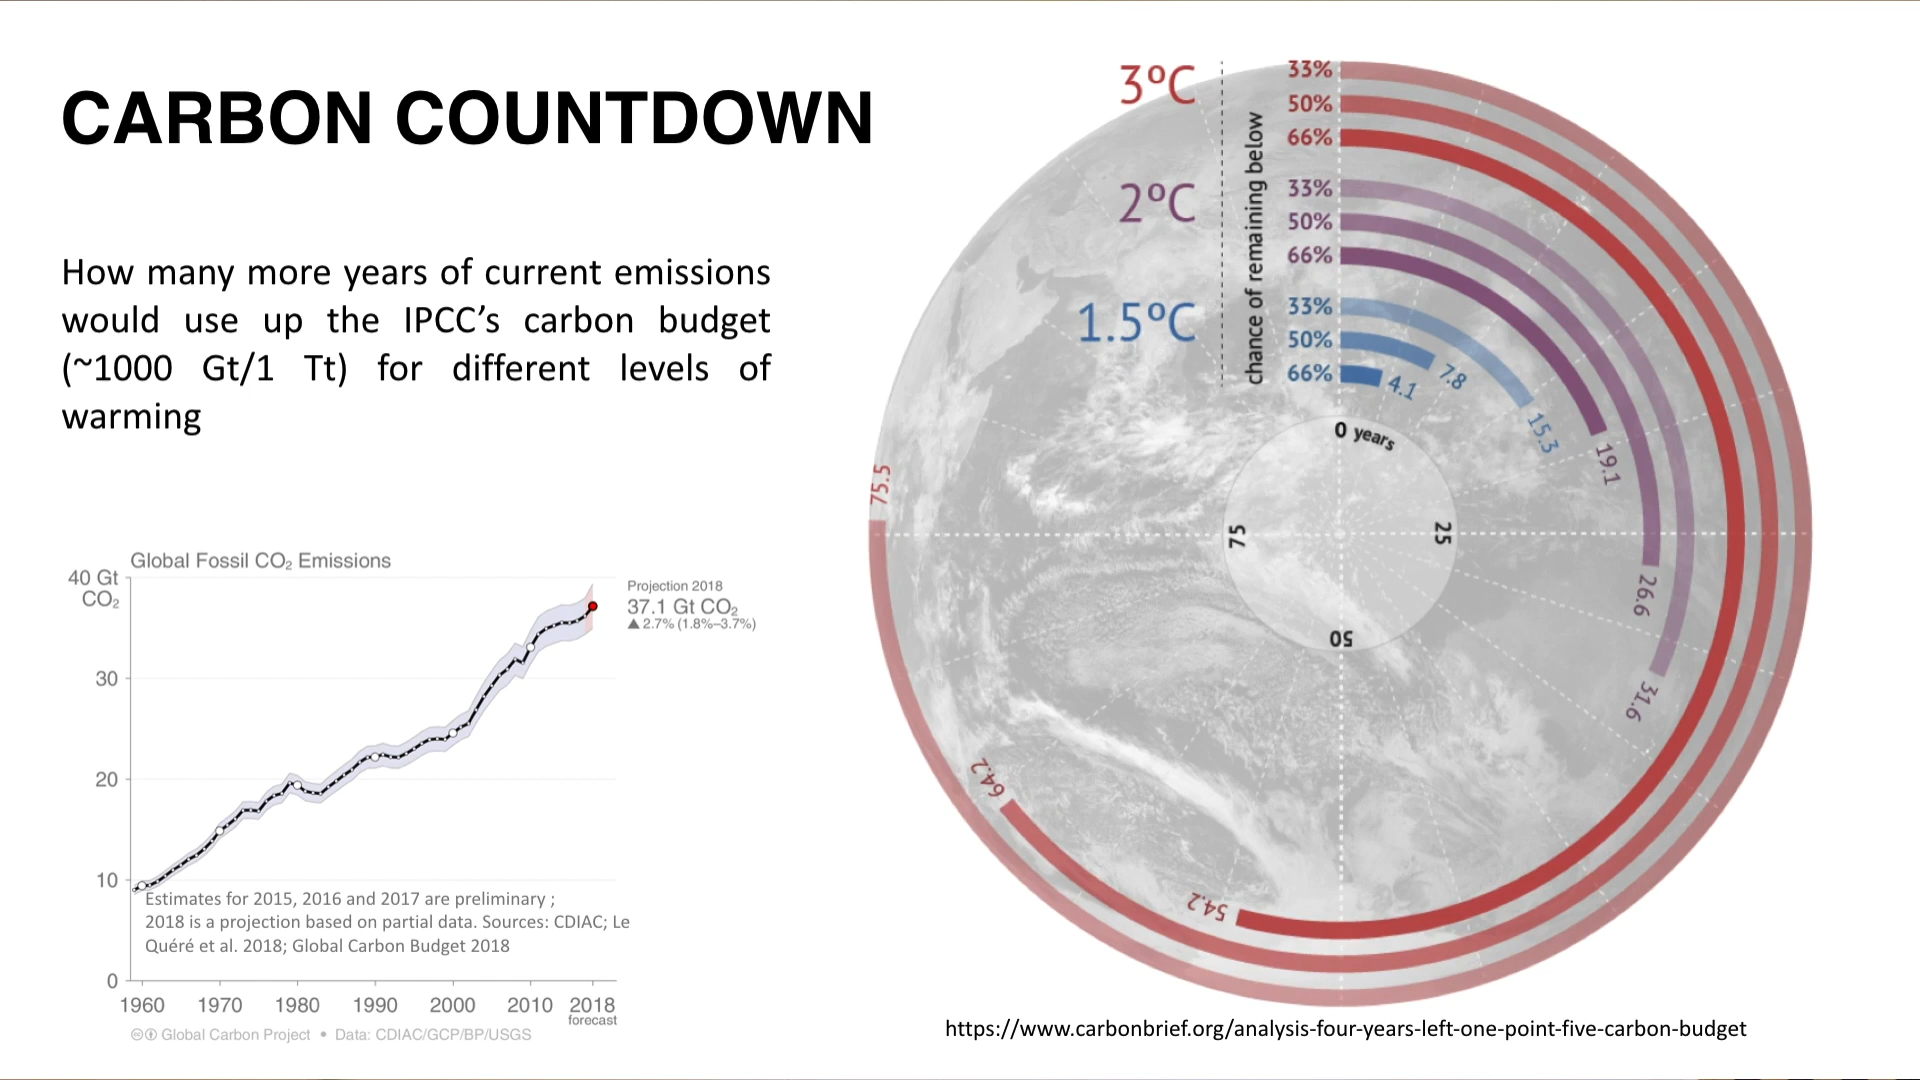 CARBON COUNTDOWN
How many more years of current emissions
would use up the IPCC’s carbon budget
(~1000 Gt/1 Tt) for different levels of
warming
Global Fossil CO₂ Emissions
40 Gt
CO₂
30
20
10
0
1960 1970 1980 1990 2000 2010 2018
forecast
Projection 2018
37.1 Gt CO₂
▲ 2.7% (1.8%–3.7%)
Estimates for 2015, 2016 and 2017 are preliminary ;
2018 is a projection based on partial data. Sources: CDIAC; Le
Quéré et al. 2018; Global Carbon Budget 2018
Global Carbon Project • Data: CDIAC/GCP/BP/USGS
3ºC
2ºC
1.5ºC
chance of remaining below
33%
50%
66%
33%
50%
66%
33%
50%
66%
4.1
7.8
15.3
19.1
26.6
31.6
54.2
64.2
75.5
0 years
25
50
75
https://www.carbonbrief.org/analysis-four-years-left-one-point-five-carbon-budget